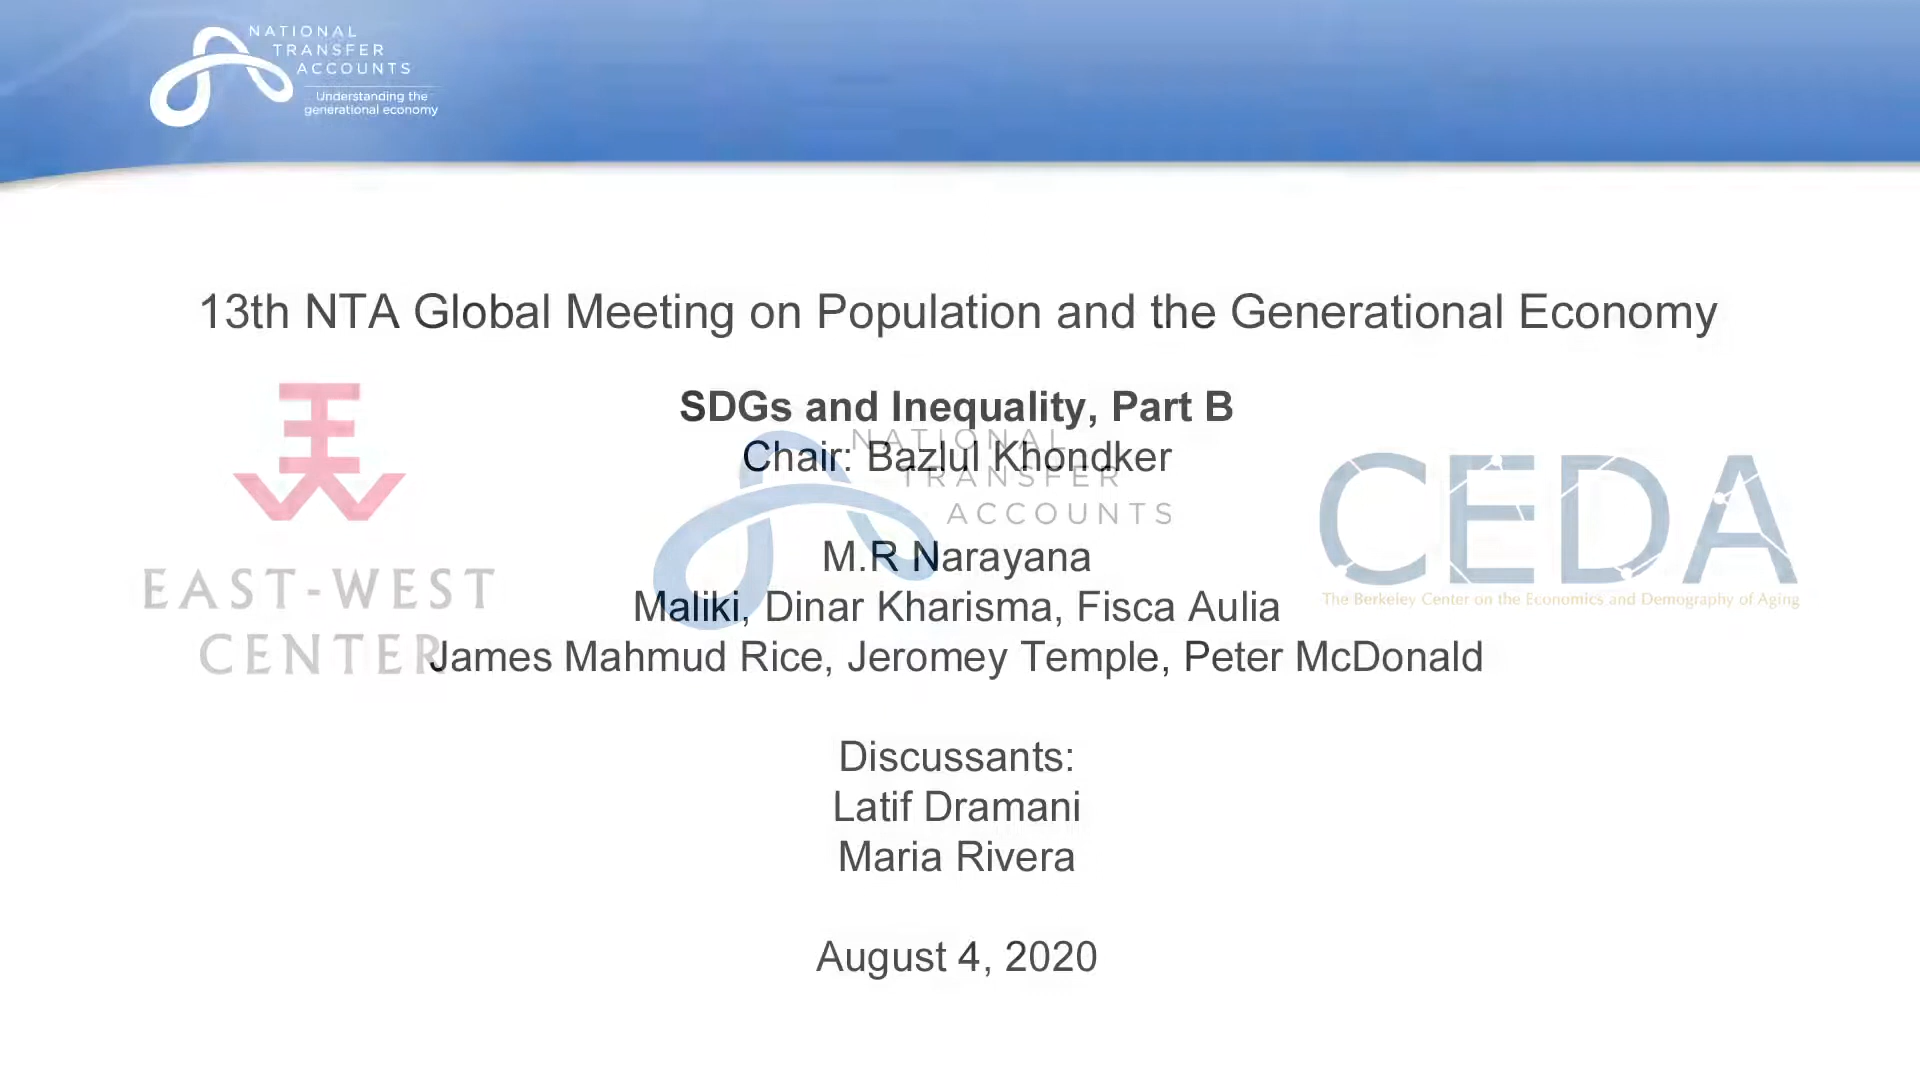 NATIONAL
TRANSFER
ACCOUNTS
Understanding the
generational economy
13th NTA Global Meeting on Population and the Generational Economy
SDGs and Inequality, Part B
Chair: Bazlul Khondker
NATIONAL
TRANSFER
ACCOUNTS
EAST-WEST
CENTER
CEDA
The Berkeley Center on the Economics and Demography of Aging
M.R Narayana
Maliki, Dinar Kharisma, Fisca Aulia
James Mahmud Rice, Jeromey Temple, Peter McDonald
Discussants:
Latif Dramani
Maria Rivera
August 4, 2020